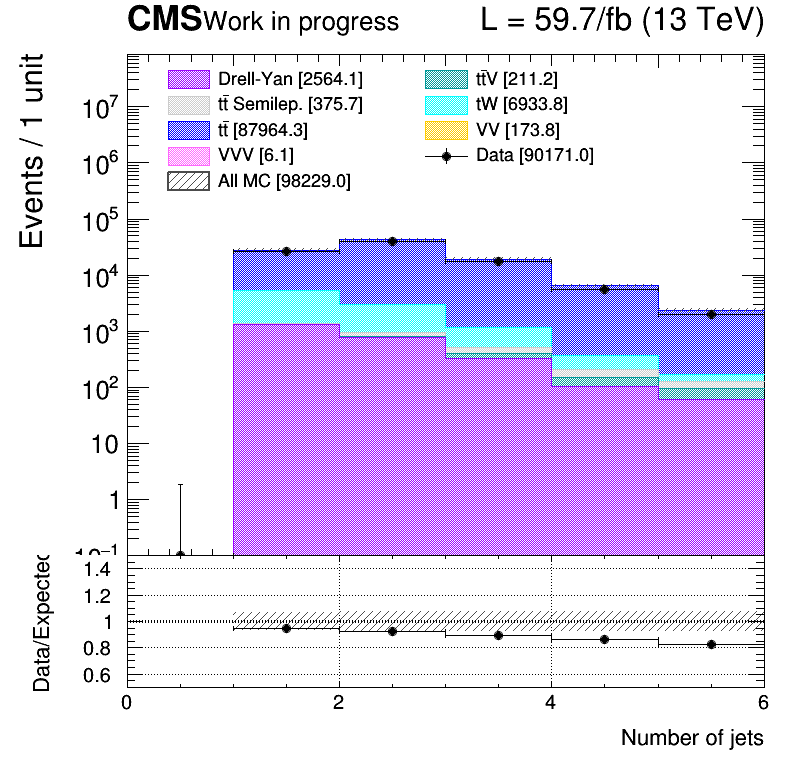 CMS Work in progress L = 59.7/fb (13 TeV)
Events / 1 unit
Drell-Yan [2564.1] tt̄V [211.2]
tt̄ Semilep. [375.7] tW [6933.8]
tt̄ [87964.3] VV [173.8]
VVV [6.1] Data [90171.0]
All MC [98229.0]
10⁷
10⁶
10⁵
10⁴
10³
10²
10
1
10⁻¹
Data/Expected
1.4
1.2
1
0.8
0.6
0 2 4 6
Number of jets